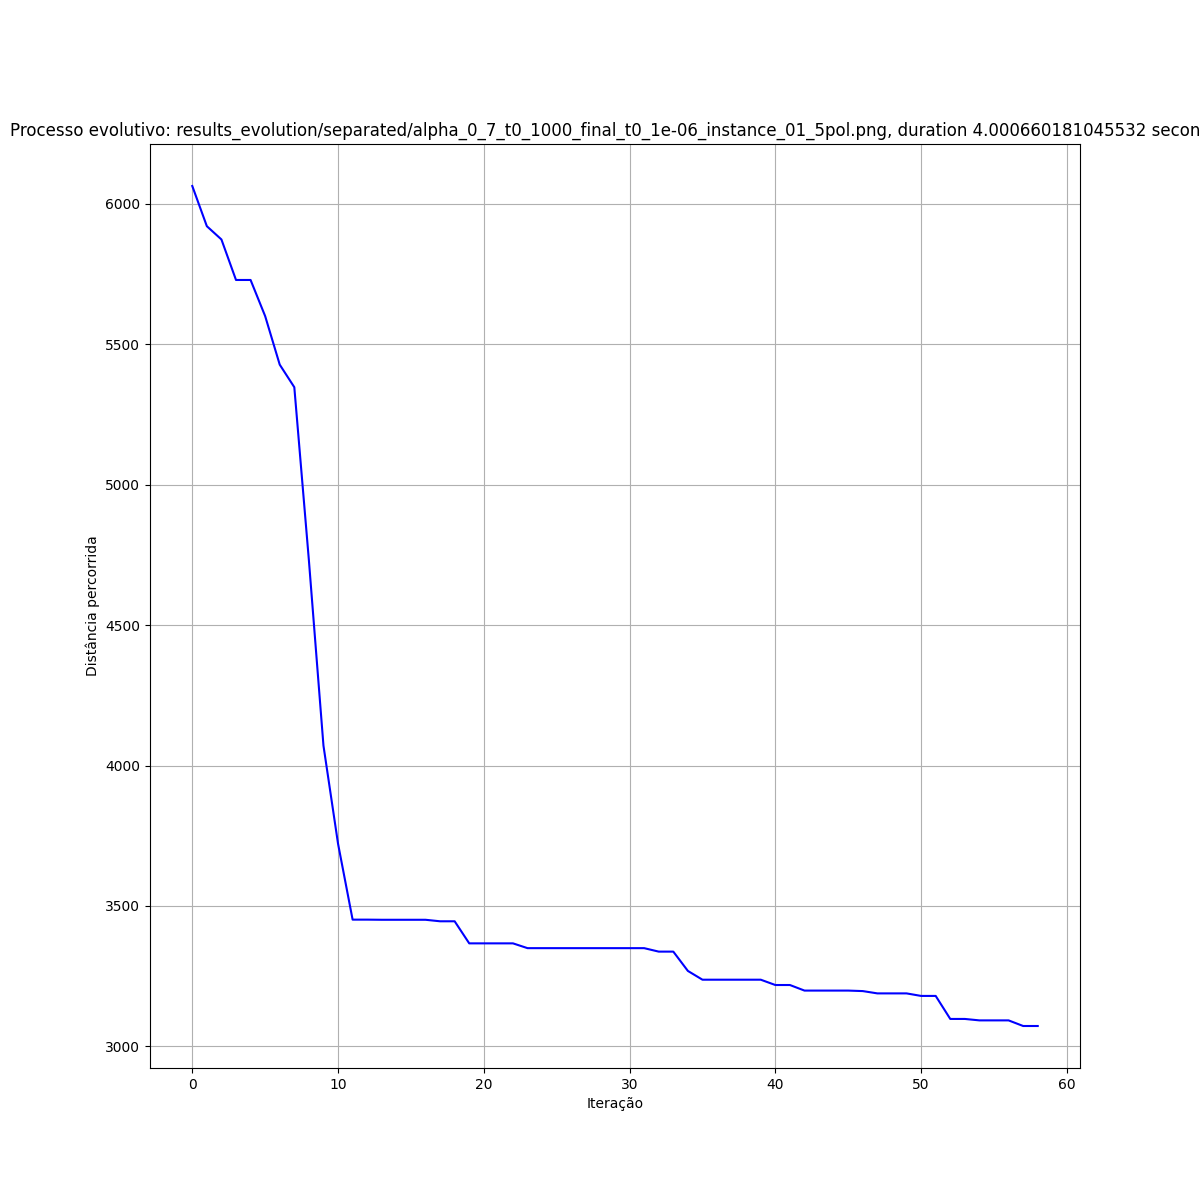 Processo evolutivo: results_evolution/separated/alpha_0_7_t0_1000_final_t0_1e-06_instance_01_5pol.png, duration 4.000660181045532 secon
6000
5500
5000
4500
4000
3500
3000
Distância percorrida
0 10 20 30 40 50 60
Iteração